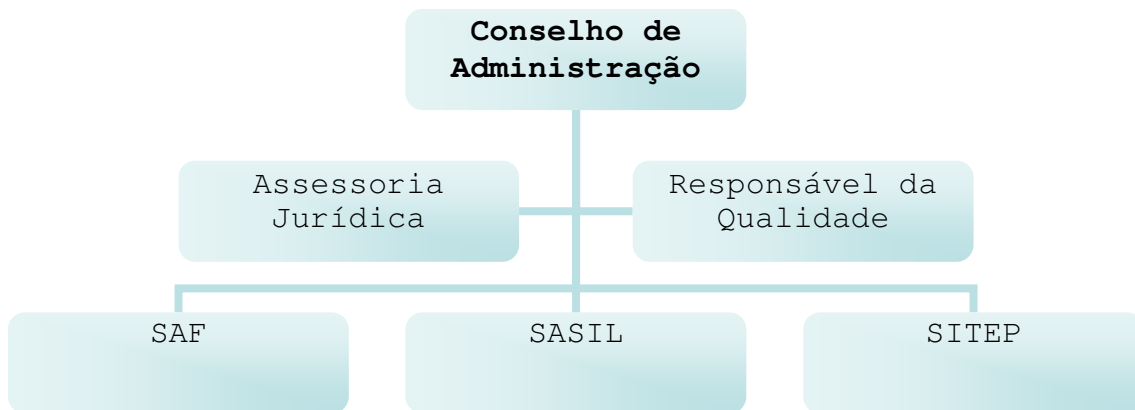 Conselho de
Administração
Assessoria
Jurídica
Responsável da
Qualidade
SAF
SASIL
SITEP